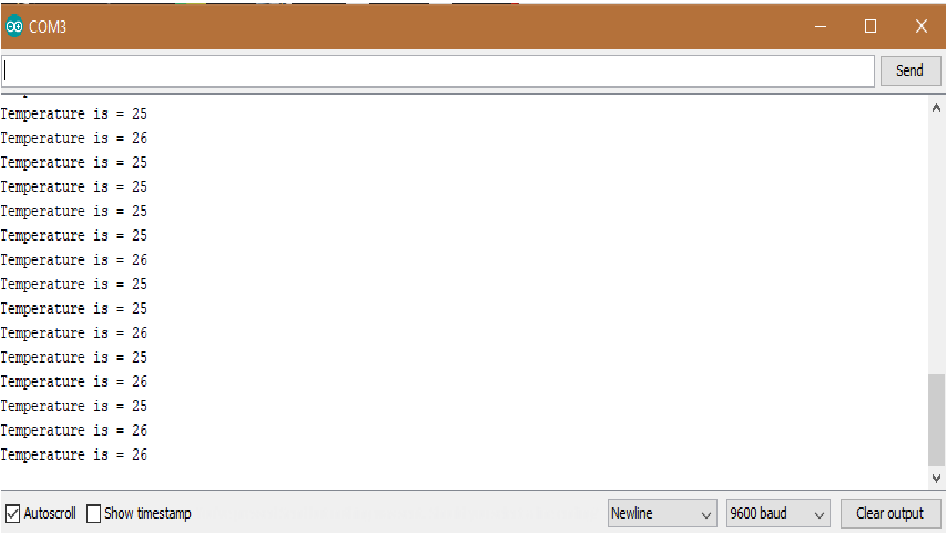 COM3
Send
Temperature is = 25
Temperature is = 26
Temperature is = 25
Temperature is = 25
Temperature is = 25
Temperature is = 25
Temperature is = 26
Temperature is = 25
Temperature is = 25
Temperature is = 26
Temperature is = 25
Temperature is = 26
Temperature is = 25
Temperature is = 26
Temperature is = 26
Autoscroll Show timestamp Newline 9600 baud Clear output